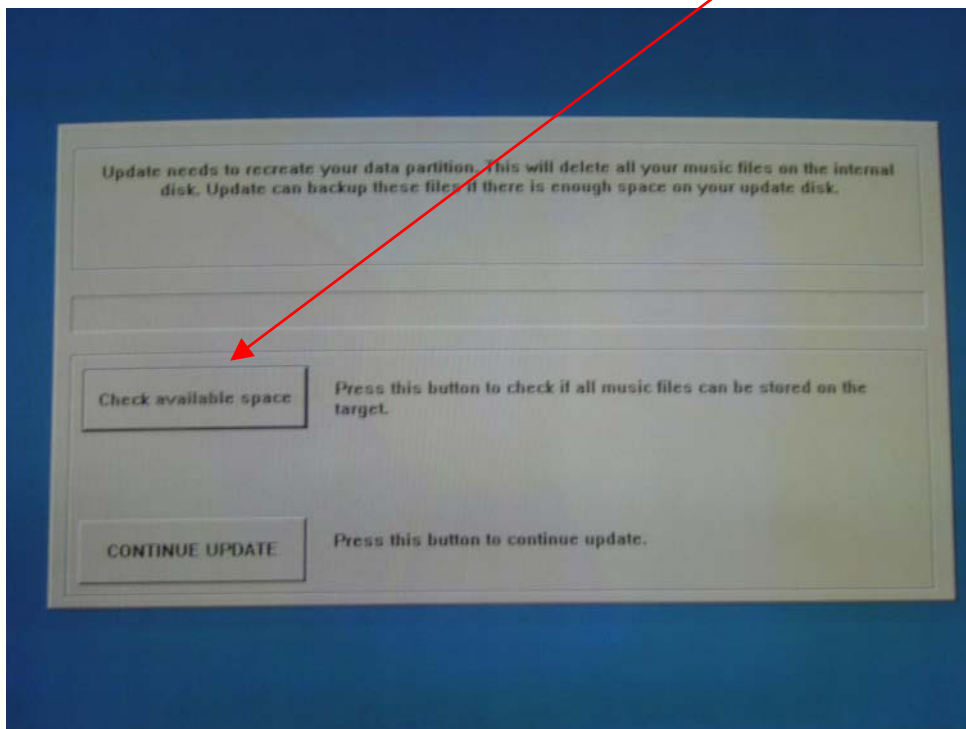 Update needs to recreate your data partition. This will delete all your music files on the internal
disk. Update can backup these files if there is enough space on your update disk.
Check available space
Press this button to check if all music files can be stored on the
target.
CONTINUE UPDATE
Press this button to continue update.